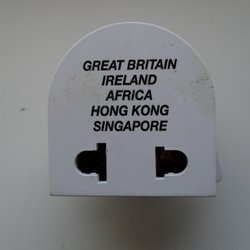 GREAT BRITAIN
IRELAND
AFRICA
HONG KONG
SINGAPORE